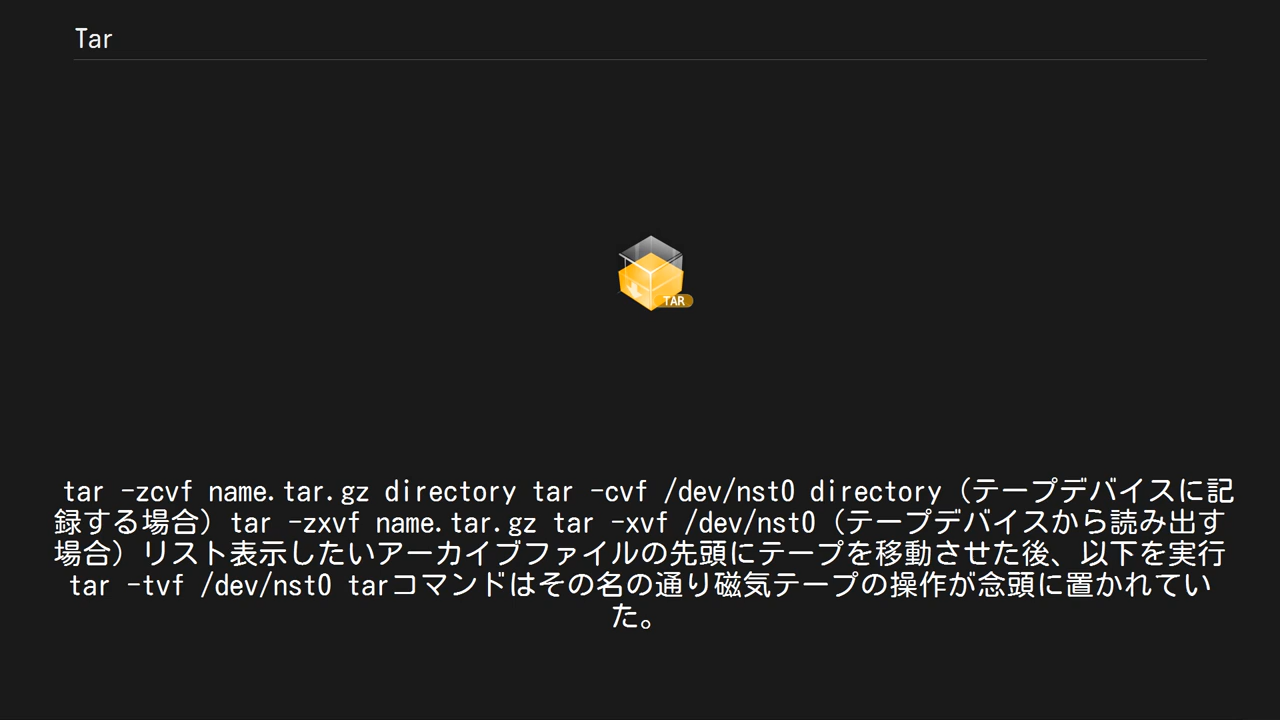 Tar
TAR
tar -zcvf name.tar.gz directory tar -cvf /dev/nst0 directory（テープデバイスに記
録する場合）tar -zxvf name.tar.gz tar -xvf /dev/nst0（テープデバイスから読み出す
場合）リスト表示したいアーカイブファイルの先頭にテープを移動させた後、以下を実行
tar -tvf /dev/nst0 tarコマンドはその名の通り磁気テープの操作が念頭に置かれてい
た。